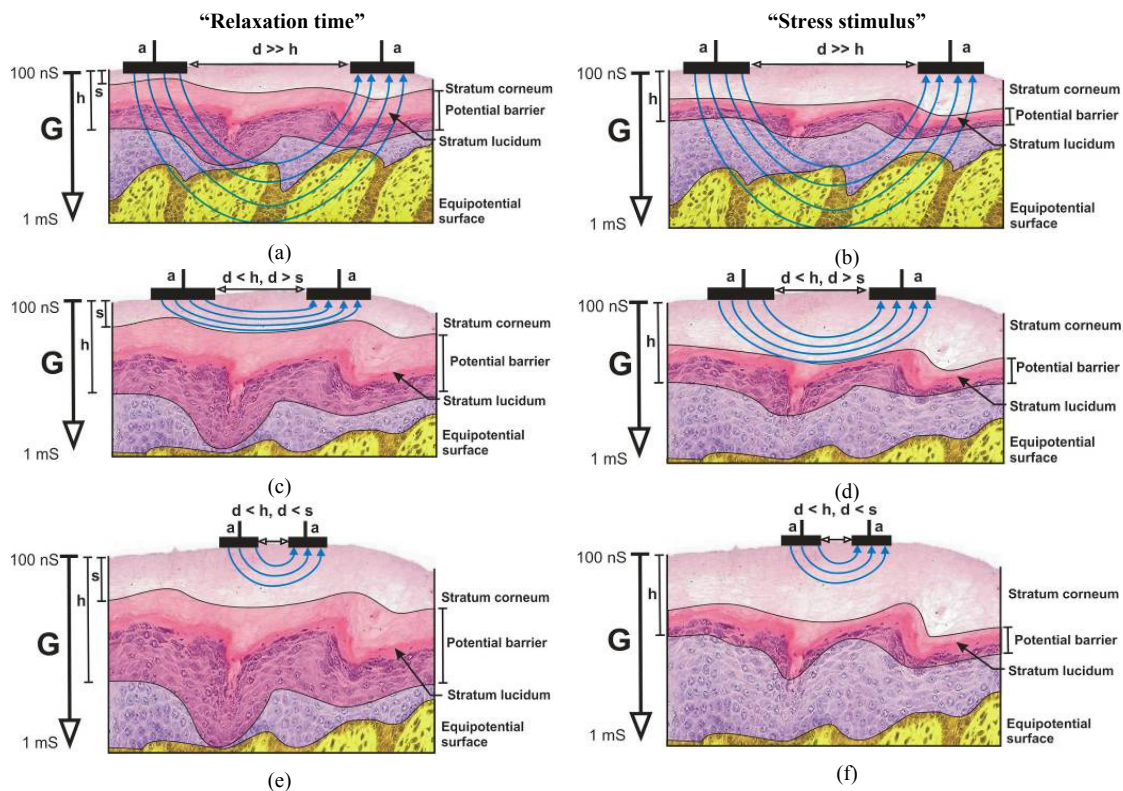 “Relaxation time”
“Stress stimulus”
a
d >> h
a
100 nS
h
s
G
1 mS
Stratum corneum
Potential barrier
Stratum lucidum
Equipotential
surface
(a)
a
d >> h
a
100 nS
h
G
1 mS
Stratum corneum
Potential barrier
Stratum lucidum
Equipotential
surface
(b)
a
d < h, d > s
a
100 nS
s
h
G
1 mS
Stratum corneum
Potential barrier
Stratum lucidum
Equipotential
surface
(c)
a
d < h, d > s
a
100 nS
h
G
1 mS
Stratum corneum
Potential barrier
Stratum lucidum
Equipotential
surface
(d)
d < h, d < s
a
a
100 nS
s
h
G
1 mS
Stratum corneum
Potential barrier
Stratum lucidum
Equipotential
surface
(e)
d < h, d < s
a
a
100 nS
h
G
1 mS
Stratum corneum
Potential barrier
Stratum lucidum
Equipotential
surface
(f)